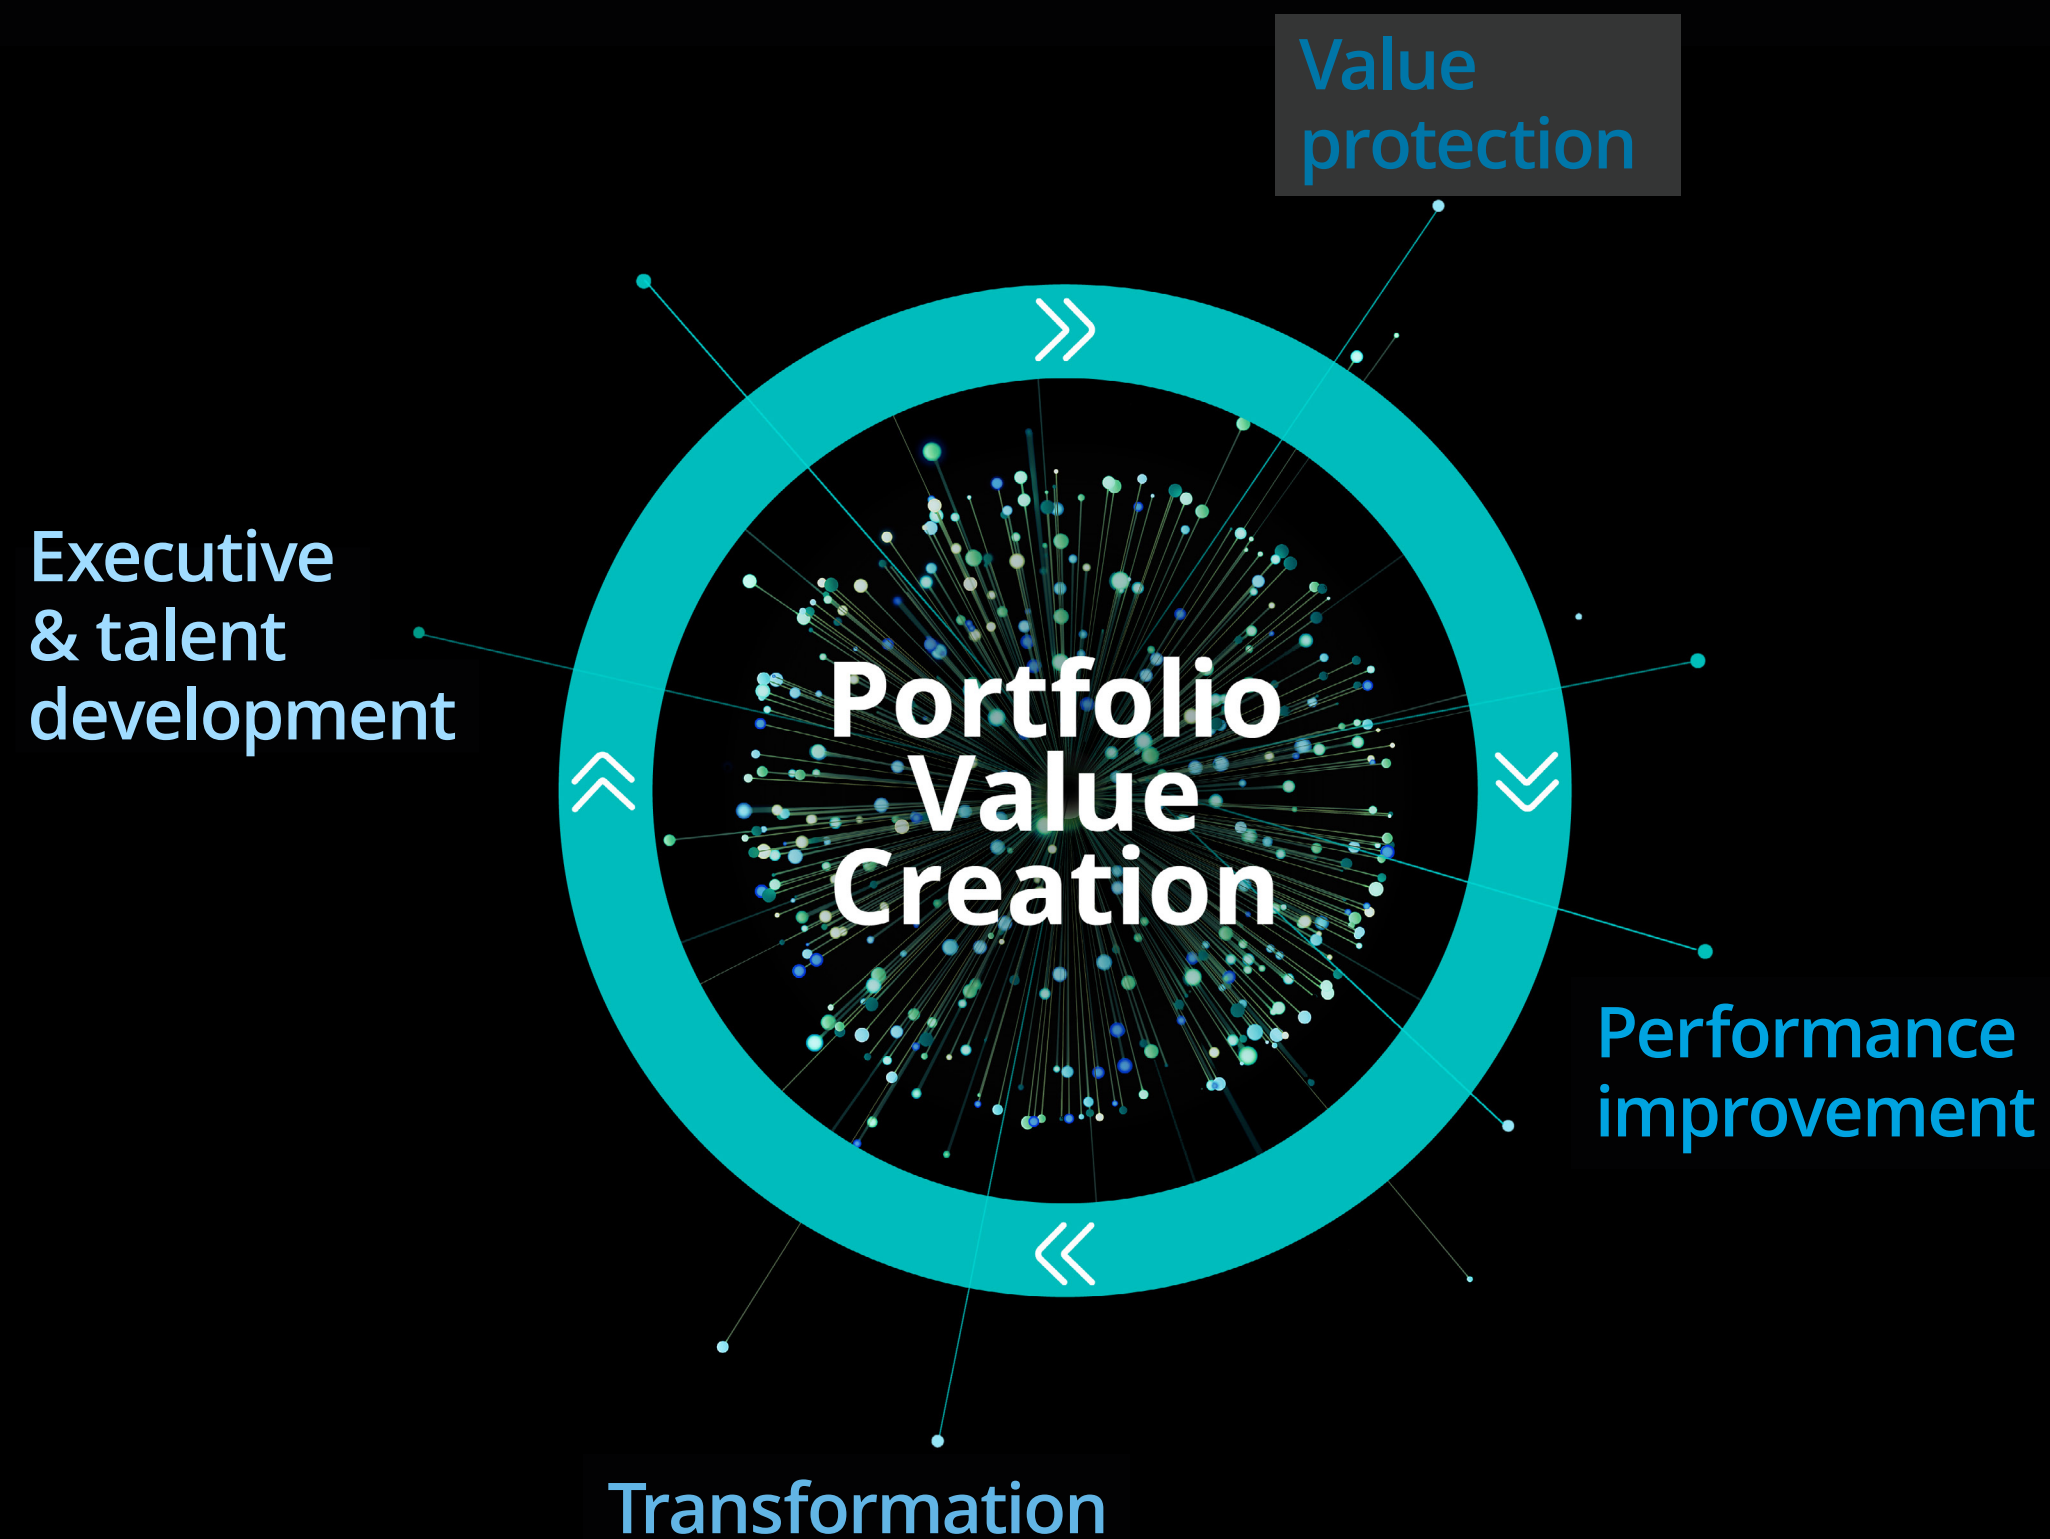 Value
protection
Executive
& talent
development
Portfolio
Value
Creation
Performance
improvement
Transformation